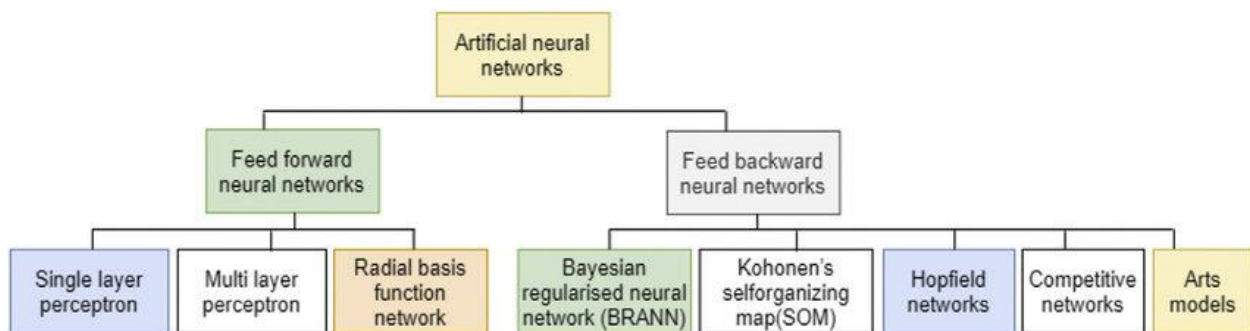 Artificial neural
networks
Feed forward
neural networks
Feed backward
neural networks
Single layer
perceptron
Multi layer
perceptron
Radial basis
function
network
Bayesian
regularised neural
network (BRANN)
Kohonen's
selforganizing
map(SOM)
Hopfield
networks
Competitive
networks
Arts
models